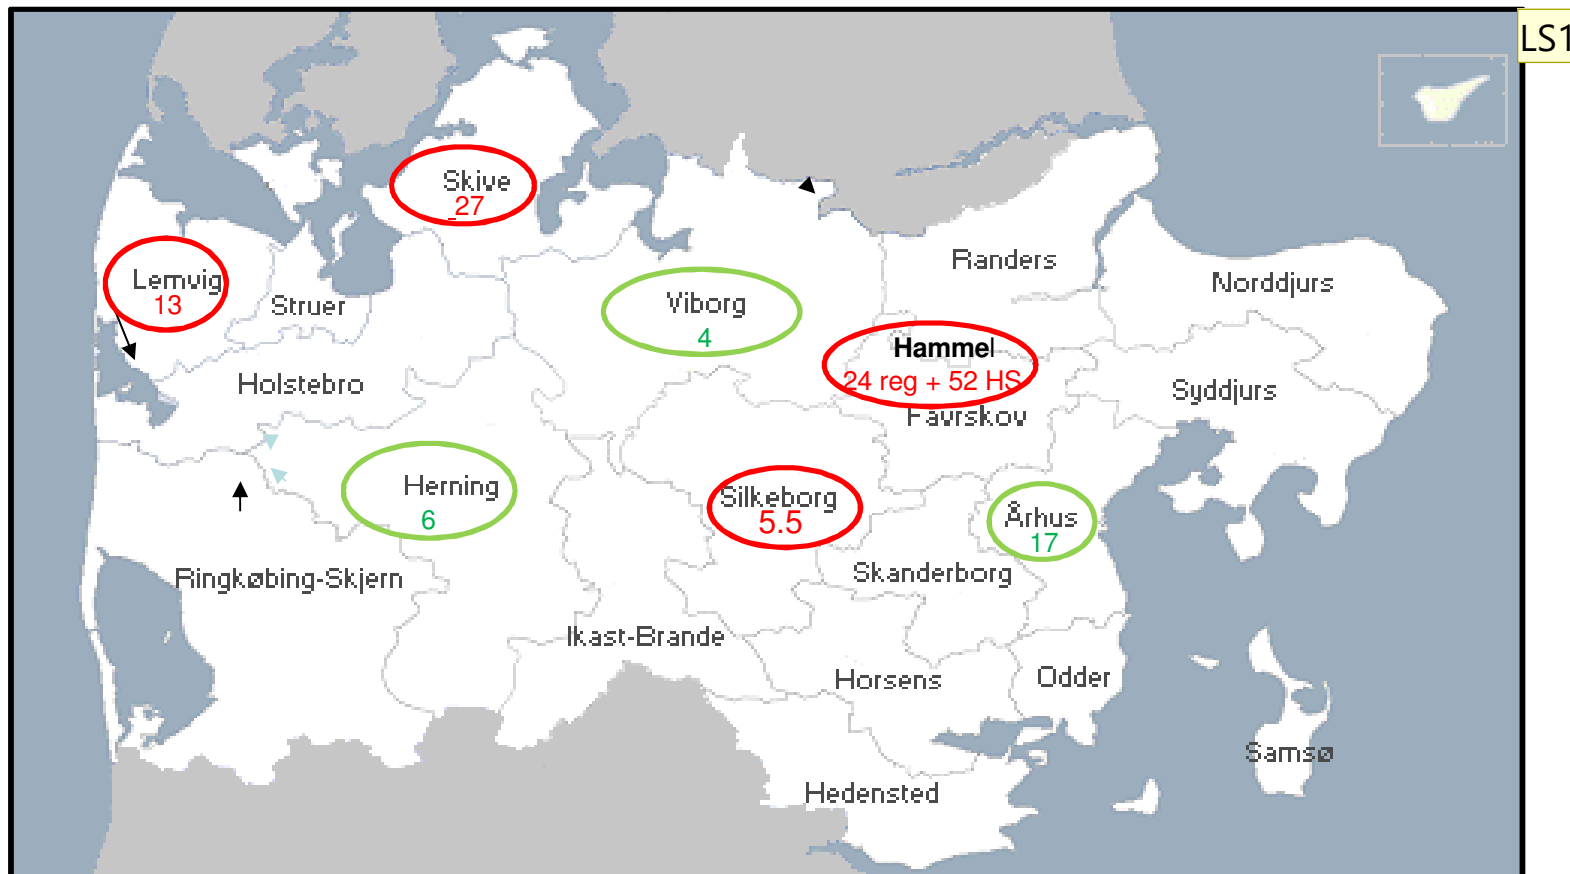 LS1
Skive
27
Randers
Lemvig
13
Struer
Viborg
4
Norddjurs
Hammel
24 reg + 52 HS
Holstebro
Favrskov
Syddjurs
Herning
6
Silkeborg
5.5
Århus
17
Ringkøbing-Skjern
Skanderborg
Ikast-Brande
Horsens
Odder
Samsø
Hedensted